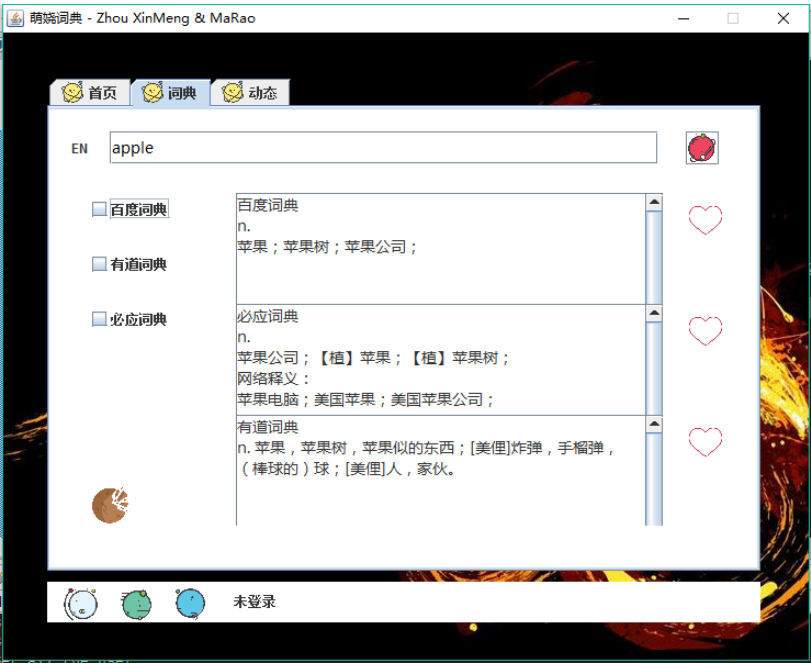 萌娆词典 - Zhou XinMeng & MaRao
首页 词典 动态
EN apple
百度词典
有道词典
必应词典
百度词典
n.
苹果；苹果树；苹果公司；
必应词典
n.
苹果公司；【植】苹果；【植】苹果树；
网络释义：
苹果电脑；美国苹果；美国苹果公司；
有道词典
n. 苹果，苹果树，苹果似的东西；[美俚]炸弹，手榴弹，
（棒球的）球；[美俚]人，家伙。
未登录